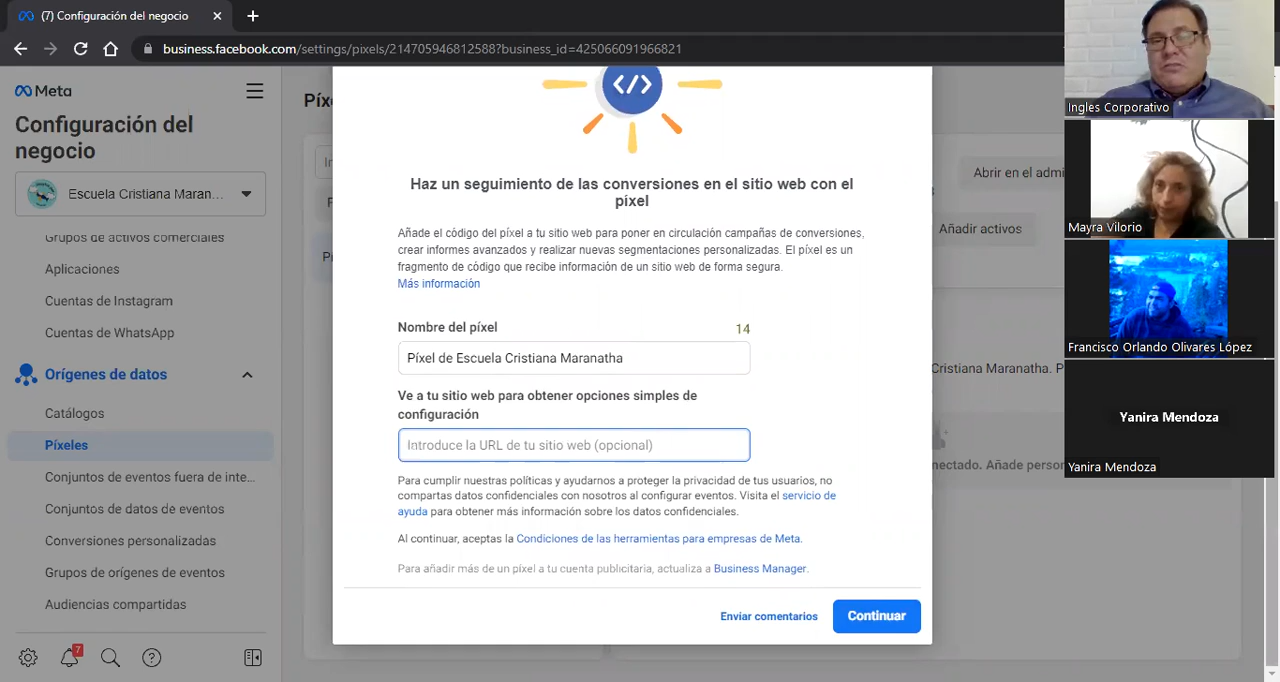 (7) Configuración del negocio
business.facebook.com/settings/pixels/214705946812588?business_id=425066091966821
Meta
Configuración del
negocio
Escuela Cristiana Maran...
Grupos de activos comerciales
Aplicaciones
Cuentas de Instagram
Cuentas de WhatsApp
Orígenes de datos
Catálogos
Píxeles
Conjuntos de eventos fuera de inte...
Conjuntos de datos de eventos
Conversiones personalizadas
Grupos de orígenes de eventos
Audiencias compartidas
7
Píx
Haz un seguimiento de las conversiones en el sitio web con el
píxel
Añade el código del píxel a tu sitio web para poner en circulación campañas de conversiones,
crear informes avanzados y realizar nuevas segmentaciones personalizadas. El píxel es un
fragmento de código que recibe información de un sitio web de forma segura.
Más información
Nombre del píxel
14
Píxel de Escuela Cristiana Maranatha
Ve a tu sitio web para obtener opciones simples de
configuración
Introduce la URL de tu sitio web (opcional)
Para cumplir nuestras políticas y ayudarnos a proteger la privacidad de tus usuarios, no
compartas datos confidenciales con nosotros al configurar eventos. Visita el servicio de
ayuda para obtener más información sobre los datos confidenciales.
Al continuar, aceptas la Condiciones de las herramientas para empresas de Meta.
Para añadir más de un píxel a tu cuenta publicitaria, actualiza a Business Manager.
Enviar comentarios
Continuar
Abrir en el admi
Añadir activos
Cristiana Maranatha. P
nectado. Añade person
Ingles Corporativo
Mayra Vilorio
Francisco Orlando Olivares López
Yanira Mendoza
Yanira Mendoza